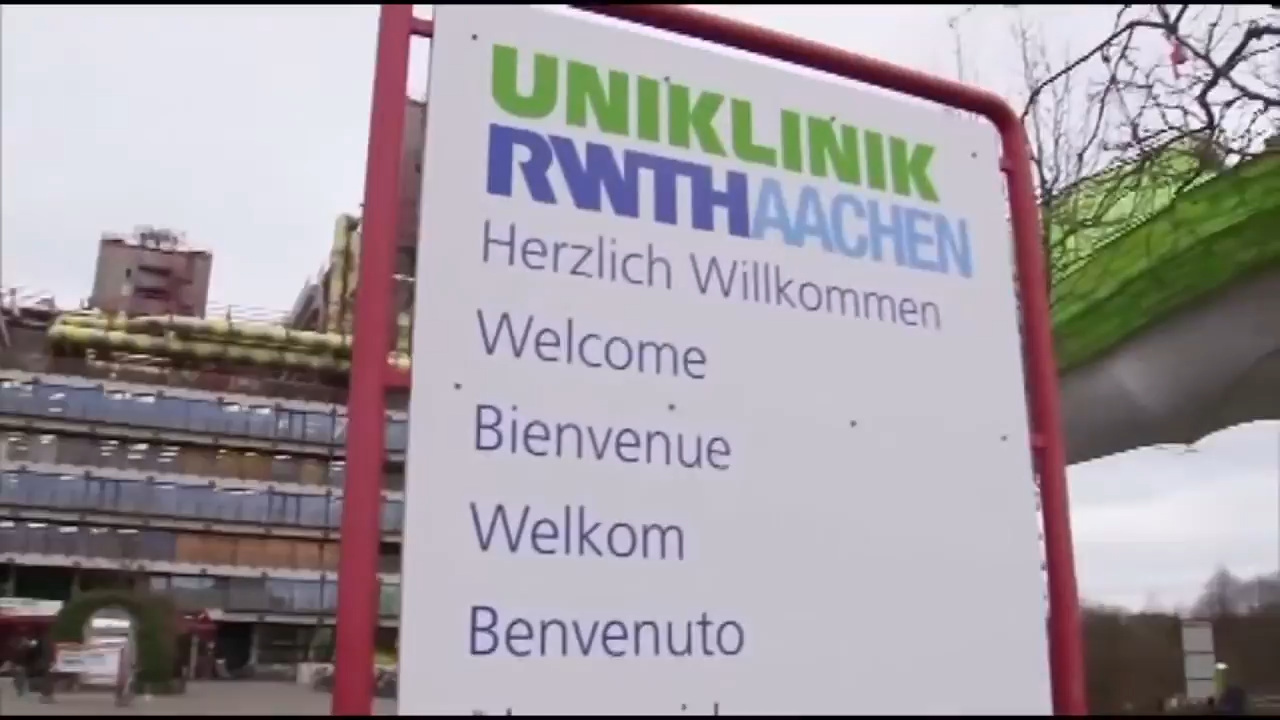 UNIKLINIK
RWTHAACHEN
Herzlich Willkommen
Welcome
Bienvenue
Welkom
Benvenuto